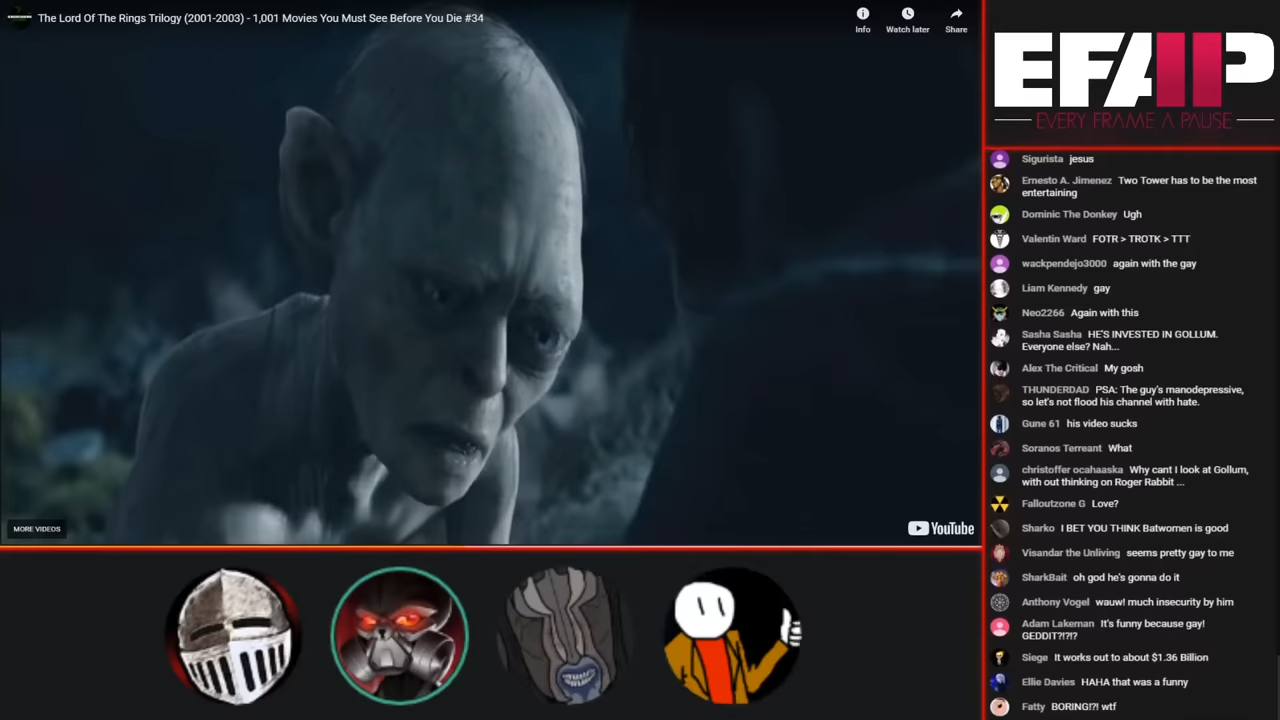 The Lord Of The Rings Trilogy (2001-2003) - 1,001 Movies You Must See Before You Die #34
Info
Watch later
Share
MORE VIDEOS
YouTube
EFAP
EVERY FRAME A PAUSE
Sigurista jesus
Ernesto A. Jimenez Two Tower has to be the most
entertaining
Dominic The Donkey Ugh
Valentin Ward FOTR > TROTK > TTT
wackpendejo3000 again with the gay
Liam Kennedy gay
Neo2266 Again with this
Sasha Sasha HE'S INVESTED IN GOLLUM.
Everyone else? Nah...
Alex The Critical My gosh
THUNDERDAD PSA: The guy's manodepressive,
so let's not flood his channel with hate.
Gune 61 his video sucks
Soranos Terreant What
christoffer ocahaaska Why cant I look at Gollum,
with out thinking on Roger Rabbit ...
Falloutzone G Love?
Sharko I BET YOU THINK Batwomen is good
Visandar the Unliving seems pretty gay to me
SharkBait oh god he's gonna do it
Anthony Vogel wauw! much insecurity by him
Adam Lakeman It's funny because gay!
GEDDIT?!?!?
Siege It works out to about $1.36 Billion
Ellie Davies HAHA that was a funny
Fatty BORING!?! wtf